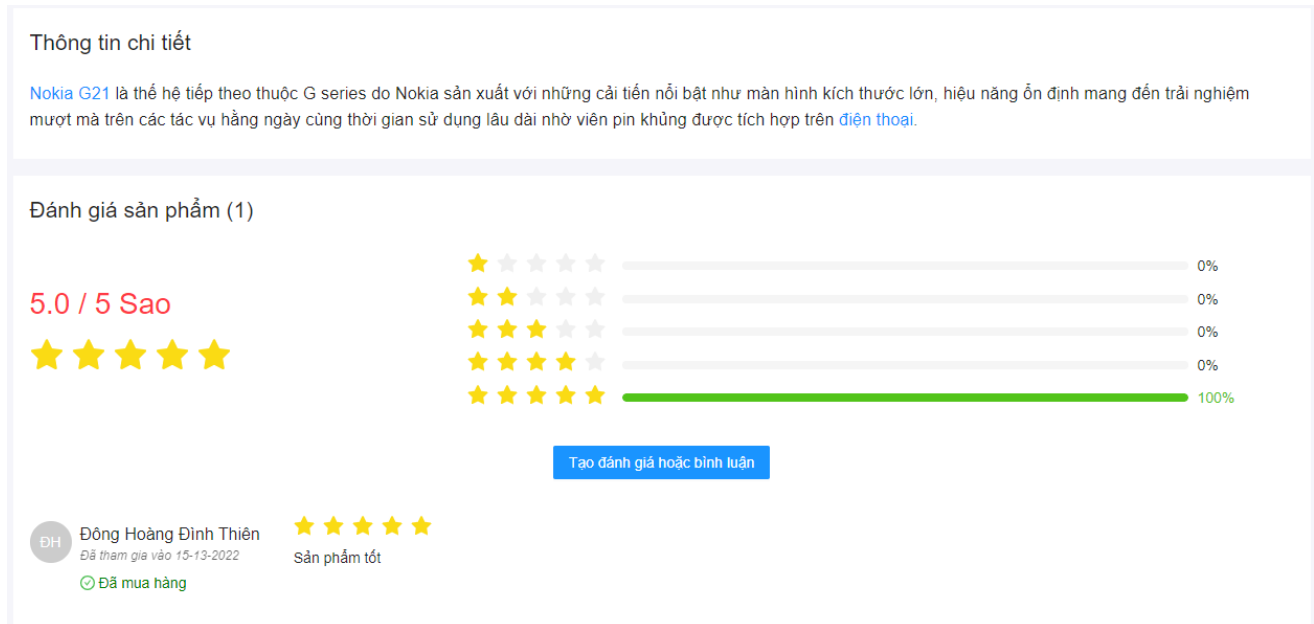 Thông tin chi tiết
Nokia G21 là thế hệ tiếp theo thuộc G series do Nokia sản xuất với những cải tiến nổi bật như màn hình kích thước lớn, hiệu năng ổn định mang đến trải nghiệm
mượt mà trên các tác vụ hằng ngày cùng thời gian sử dụng lâu dài nhờ viên pin khủng được tích hợp trên điện thoại.
Đánh giá sản phẩm (1)
5.0 / 5 Sao
0%
0%
0%
0%
100%
Tạo đánh giá hoặc bình luận
ĐH
Đông Hoàng Đình Thiên
Đã tham gia vào 15-13-2022
Đã mua hàng
Sản phẩm tốt